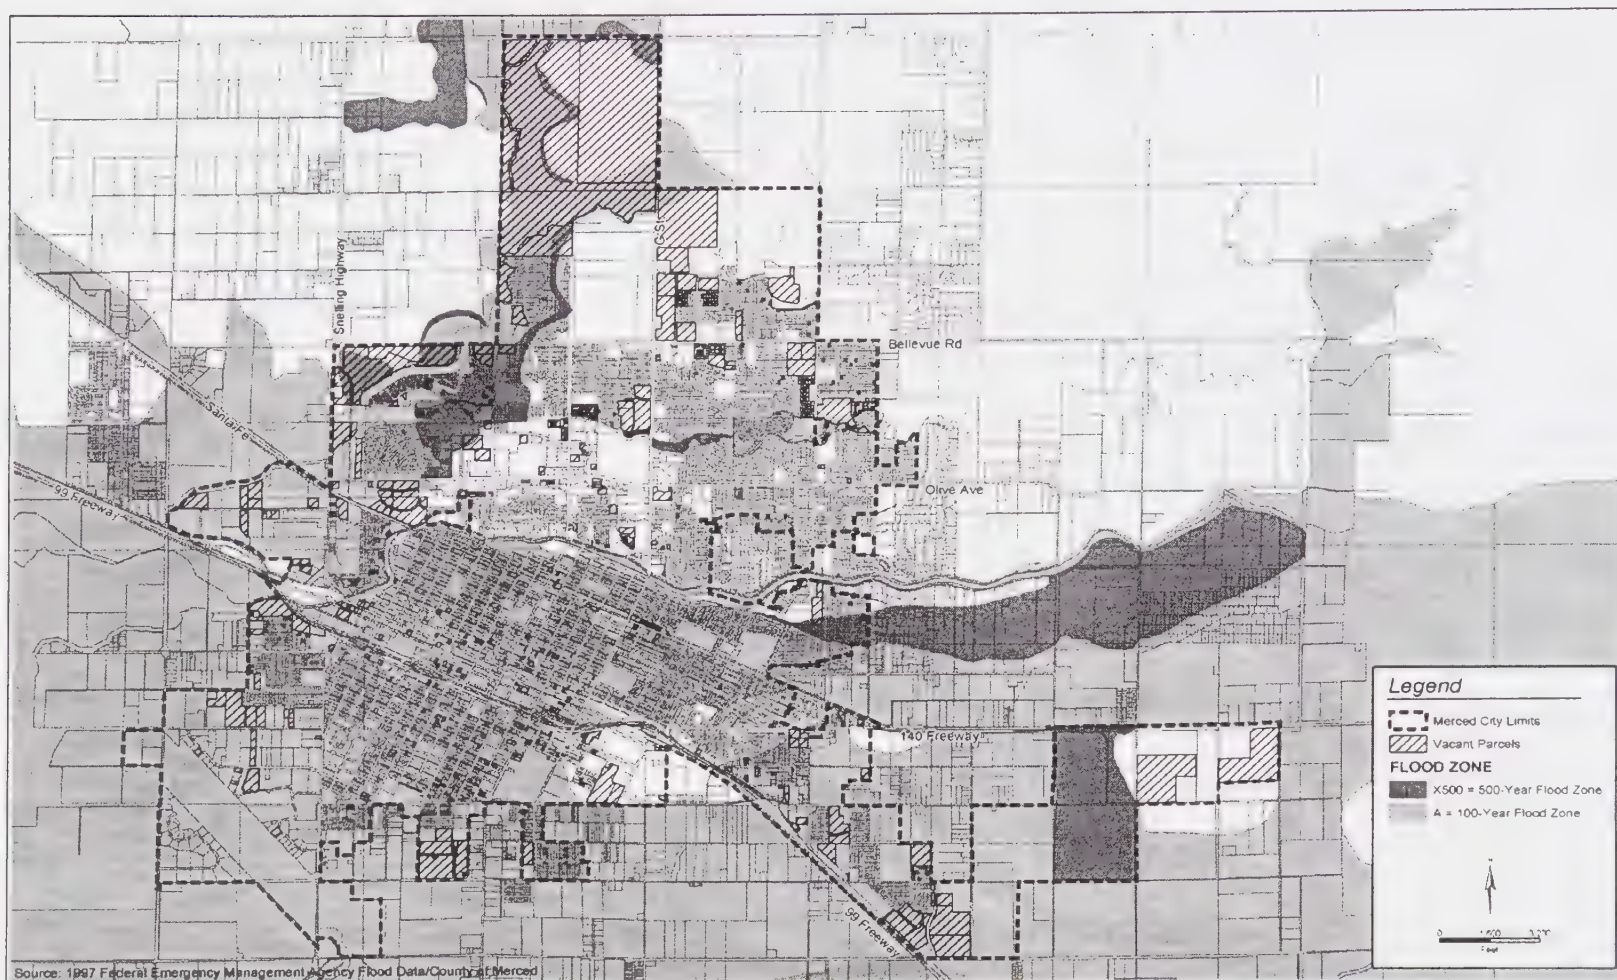 Snelling Highway
G St
Bellevue Rd
Santa Fe
99 Freeway
Olive Ave
140 Freeway
99 Freeway
Legend
Merced City Limits
Vacant Parcels
FLOOD ZONE
X500 = 500-Year Flood Zone
A = 100-Year Flood Zone
0
Feet
Source: 1997 Federal Emergency Management Agency Flood Data/County of Merced